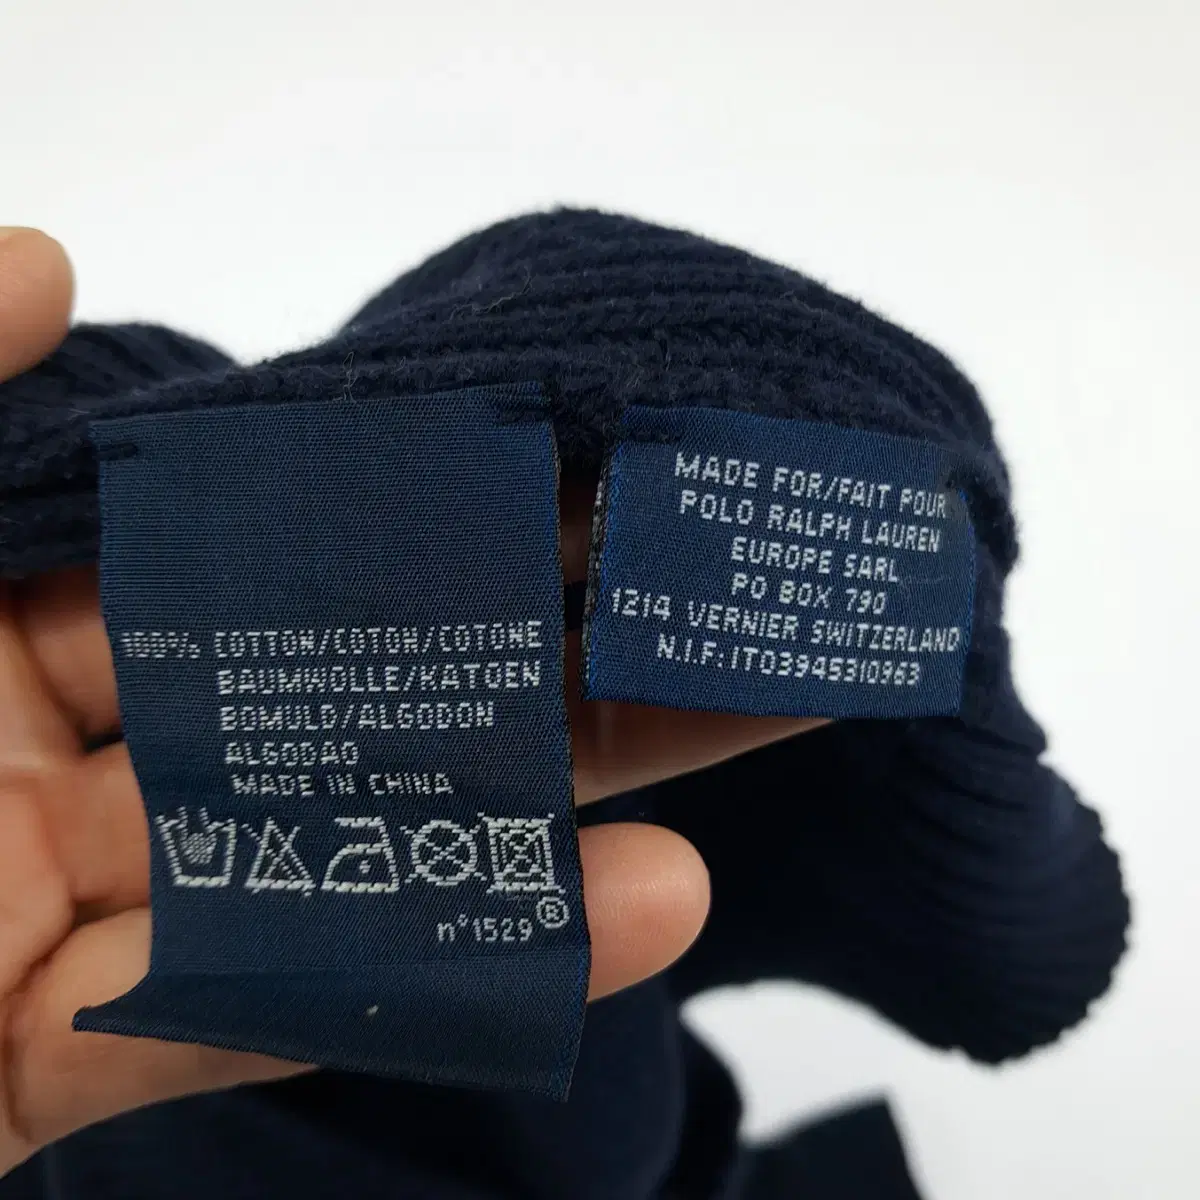 100% COTTON/COTON/COTONE
BAUMWOLLE/KATOEN
BOMULD/ALGODON
ALGODAO
MADE IN CHINA
n°1529®
MADE FOR/FAIT POUR
POLO RALPH LAUREN
EUROPE SARL
PO BOX 790
1214 VERNIER SWITZERLAND
N.I.F:IT03945310963